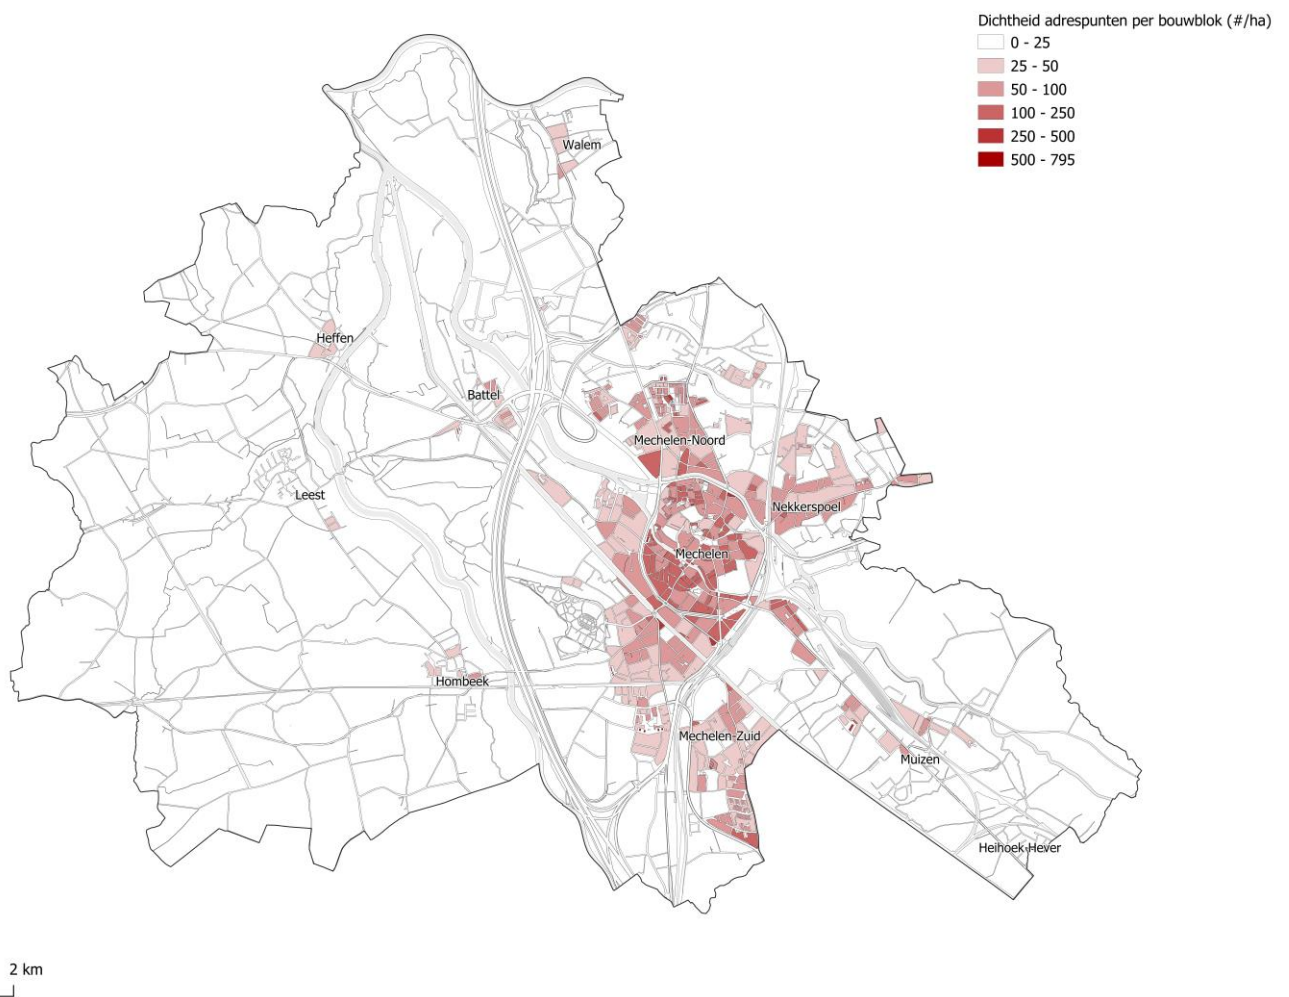 Dichtheid adrespunten per bouwblok (#/ha)
0 - 25
25 - 50
50 - 100
100 - 250
250 - 500
500 - 795
Walem
Heffen
Battel
Mechelen-Noord
Leest
Nekkerspoel
Mechelen
Hombeek
Mechelen-Zuid
Muizen
Heihoek-Hever
2 km